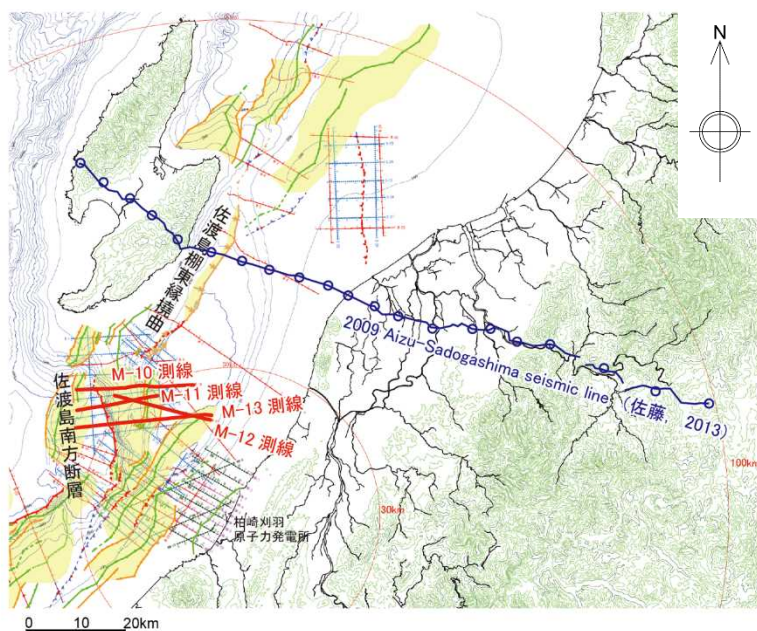 N
佐渡島棚東縁撓曲
2009 Aizu-Sadogashima seismic line (佐藤, 2013)
M-10 測線
M-11 測線
M-13 測線
M-12 測線
佐渡島南方断層
柏崎刈羽
原子力発電所
30km
100km
0 10 20km